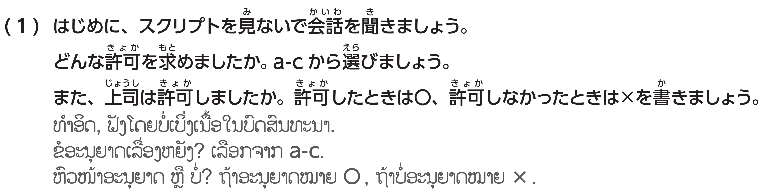 (1) はじめに、スクリプトを見ないで会話を聞きましょう。
どんな許可を求めましたか。a-c から選びましょう。
また、上司は許可しましたか。許可したときは〇、許可しなかったときは×を書きましょう。
ທຳອິດ, ຟັງໂດຍບໍ່ເບິ່ງເນື້ອໃນບົດສົນທະນາ.
ຂໍອະນຸຍາດເລື່ອງຫຍັງ? ເລືອກຈາກ a-c.
ຫົວໜ້າອະນຸຍາດ ຫຼື ບໍ່? ຖ້າອະນຸຍາດໝາຍ 〇, ຖ້າບໍ່ອະນຸຍາດໝາຍ ×.